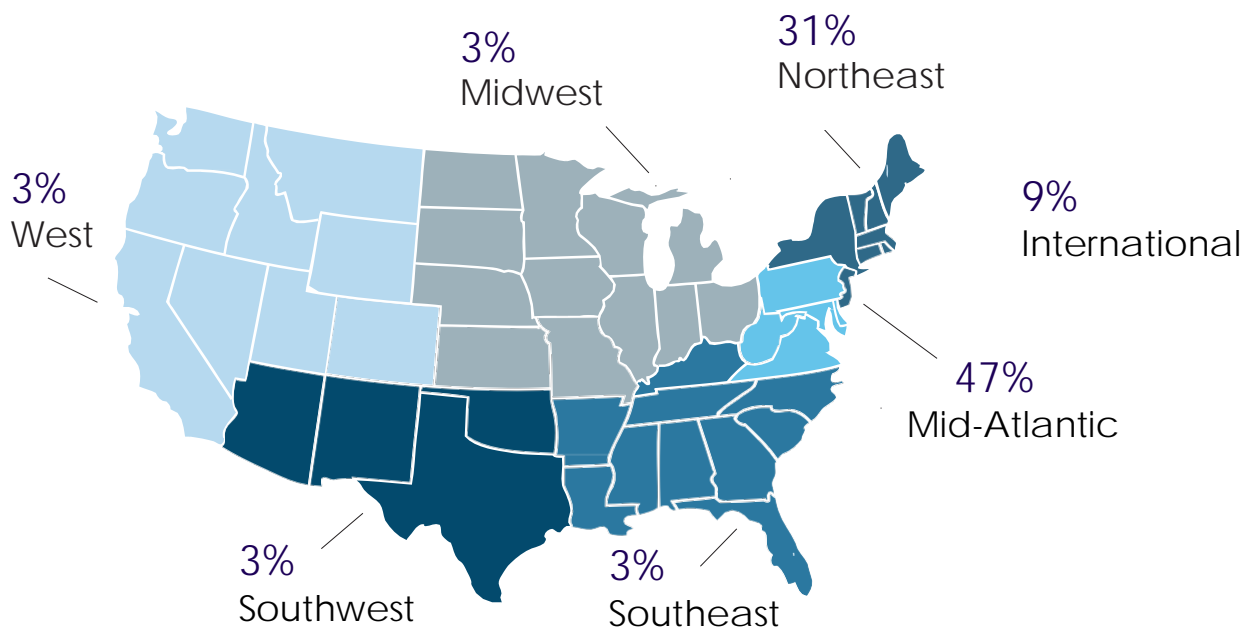 31%
Northeast
3%
Midwest
3%
West
9%
International
47%
Mid-Atlantic
3%
Southwest
3%
Southeast